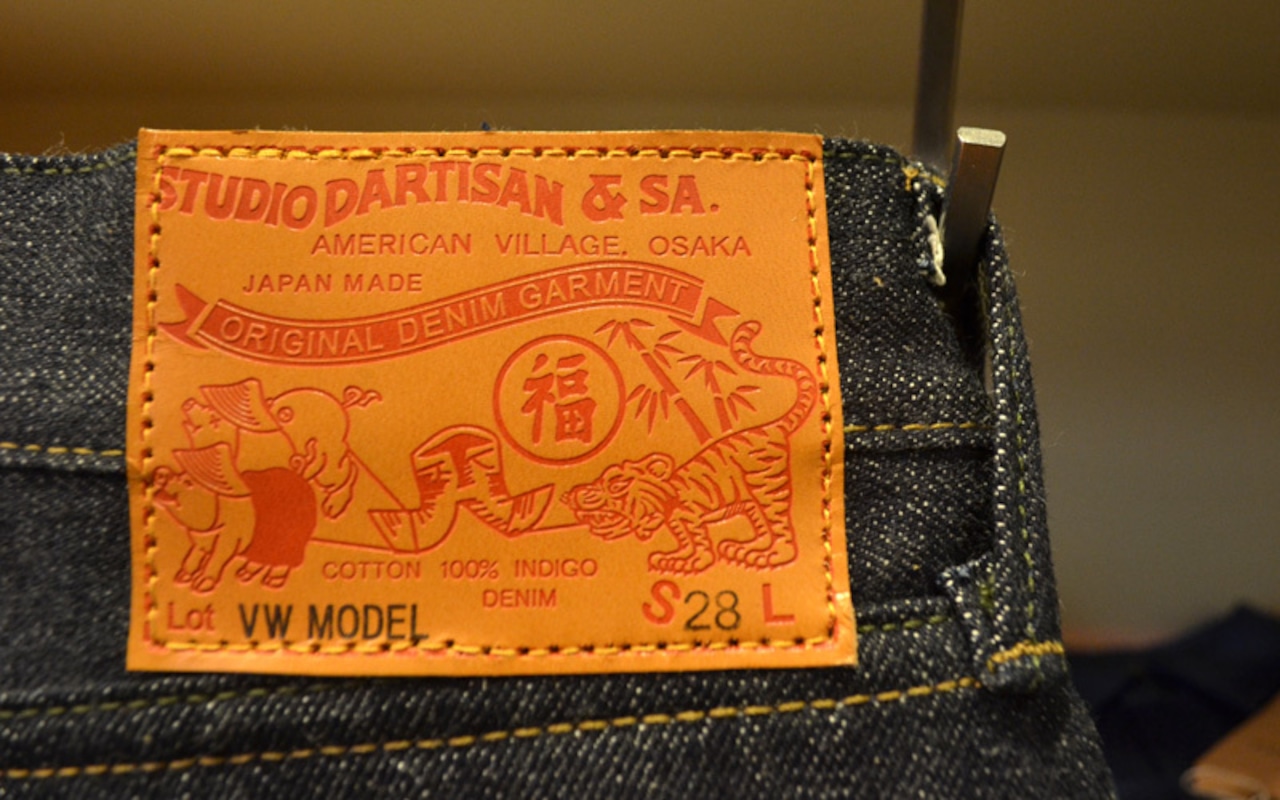 STUDIO DARTISAN & SA.
AMERICAN VILLAGE. OSAKA
JAPAN MADE
ORIGINAL DENIM GARMENT
福
COTTON 100% INDIGO
DENIM
Lot VW MODEL
S 28 L